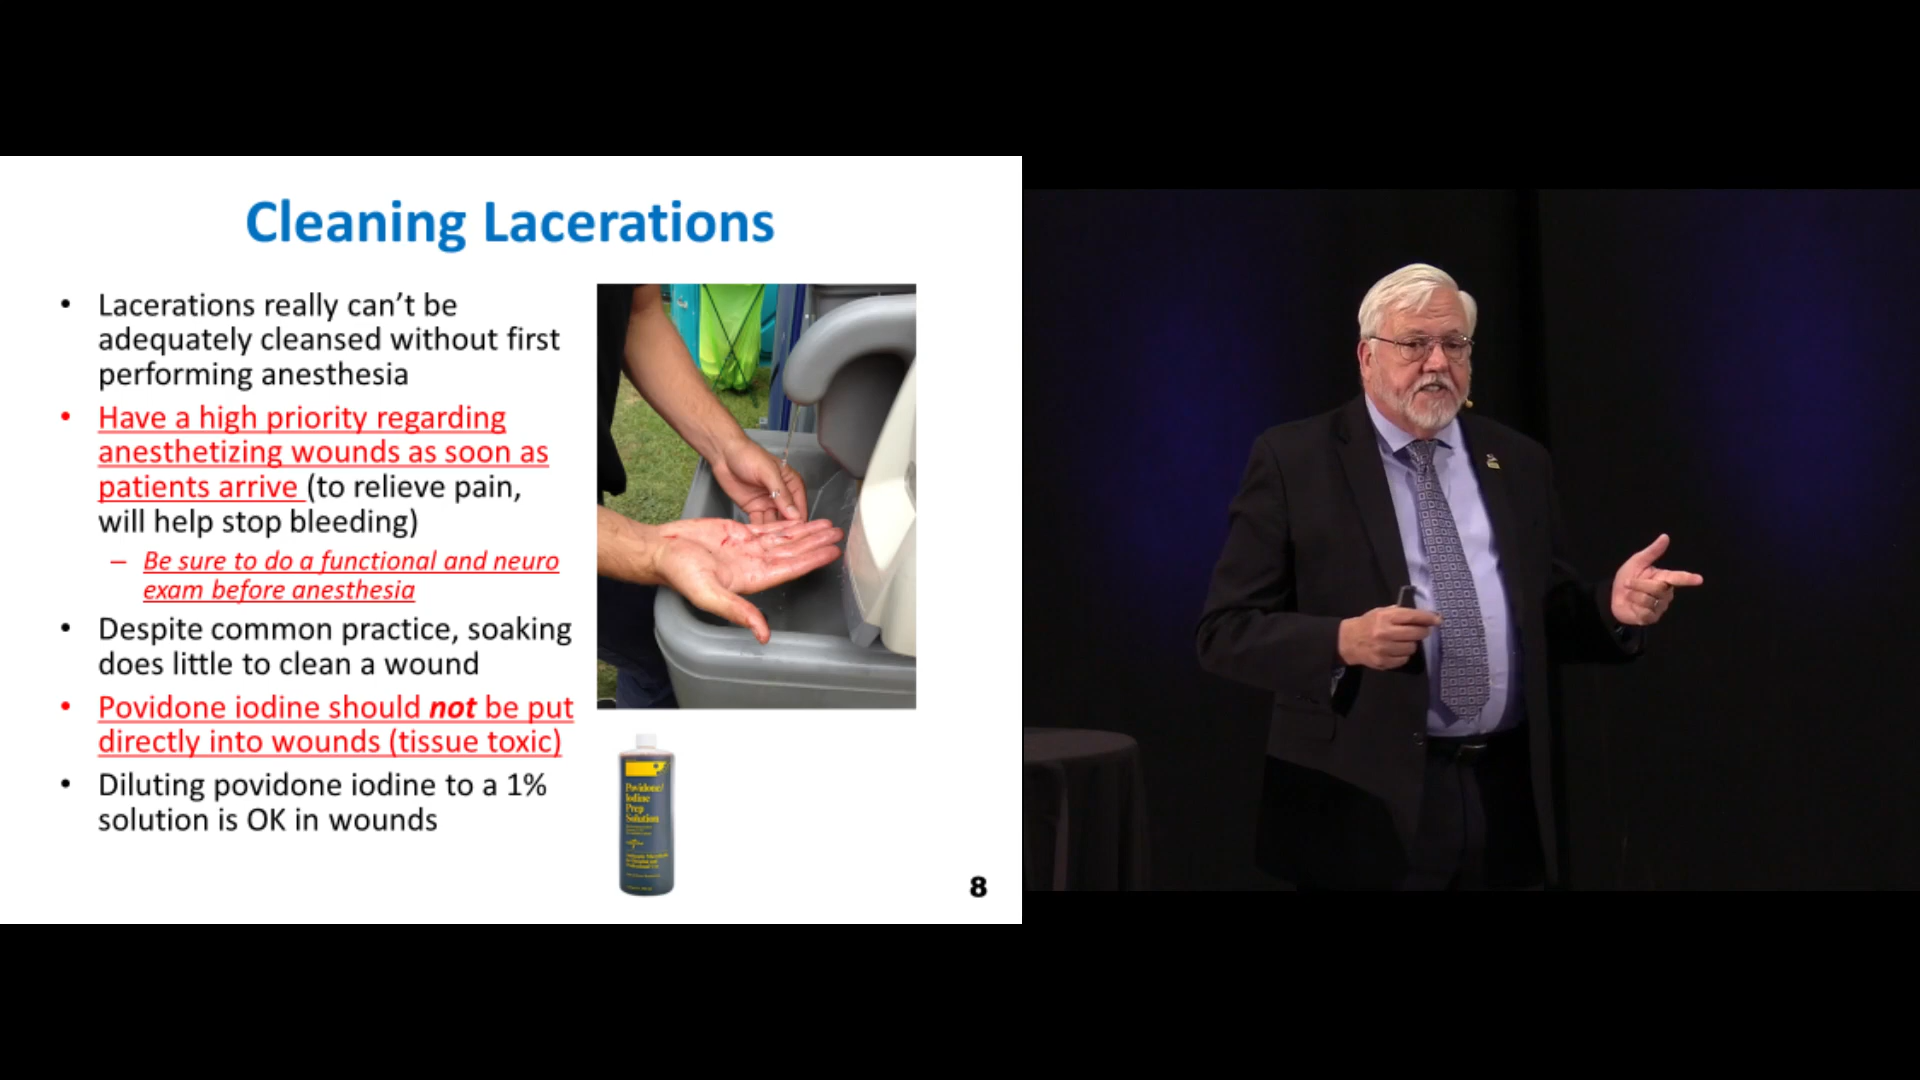 Cleaning Lacerations
• Lacerations really can’t be
adequately cleansed without first
performing anesthesia
• Have a high priority regarding
anesthetizing wounds as soon as
patients arrive (to relieve pain,
will help stop bleeding)
– Be sure to do a functional and neuro
exam before anesthesia
• Despite common practice, soaking
does little to clean a wound
• Povidone iodine should not be put
directly into wounds (tissue toxic)
• Diluting povidone iodine to a 1%
solution is OK in wounds
Povidone/
Iodine
Prep
Solution
8